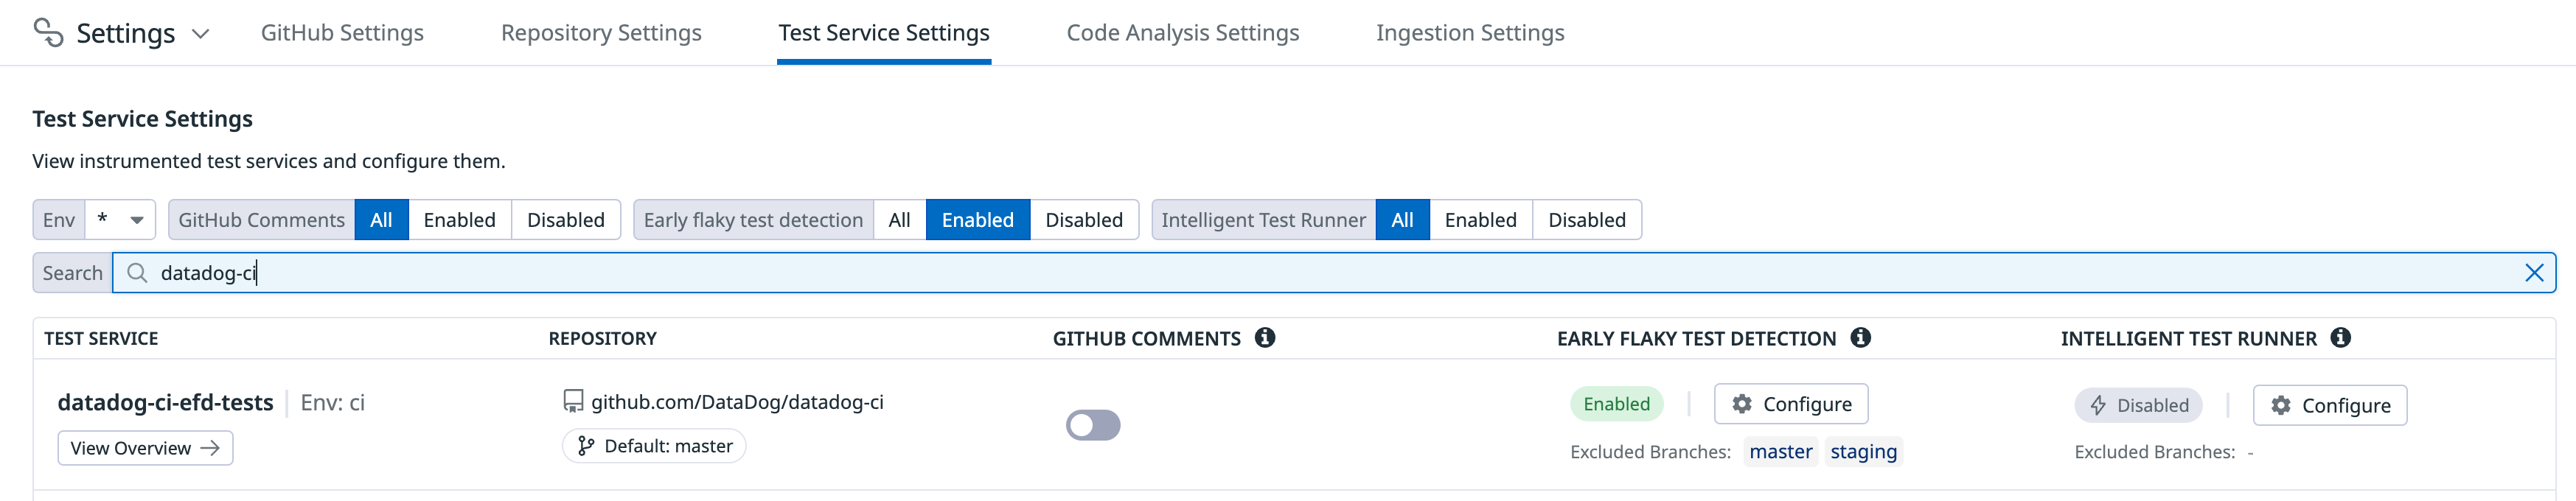 Settings GitHub Settings Repository Settings Test Service Settings Code Analysis Settings Ingestion Settings
Test Service Settings
View instrumented test services and configure them.
Env * GitHub Comments All Enabled Disabled Early flaky test detection All Enabled Disabled Intelligent Test Runner All Enabled Disabled
Search datadog-ci
TEST SERVICE REPOSITORY GITHUB COMMENTS EARLY FLAKY TEST DETECTION INTELLIGENT TEST RUNNER
datadog-ci-efd-tests Env: ci github.com/DataDog/datadog-ci Enabled Configure Disabled Configure
View Overview → Default: master Excluded Branches: master staging Excluded Branches: -